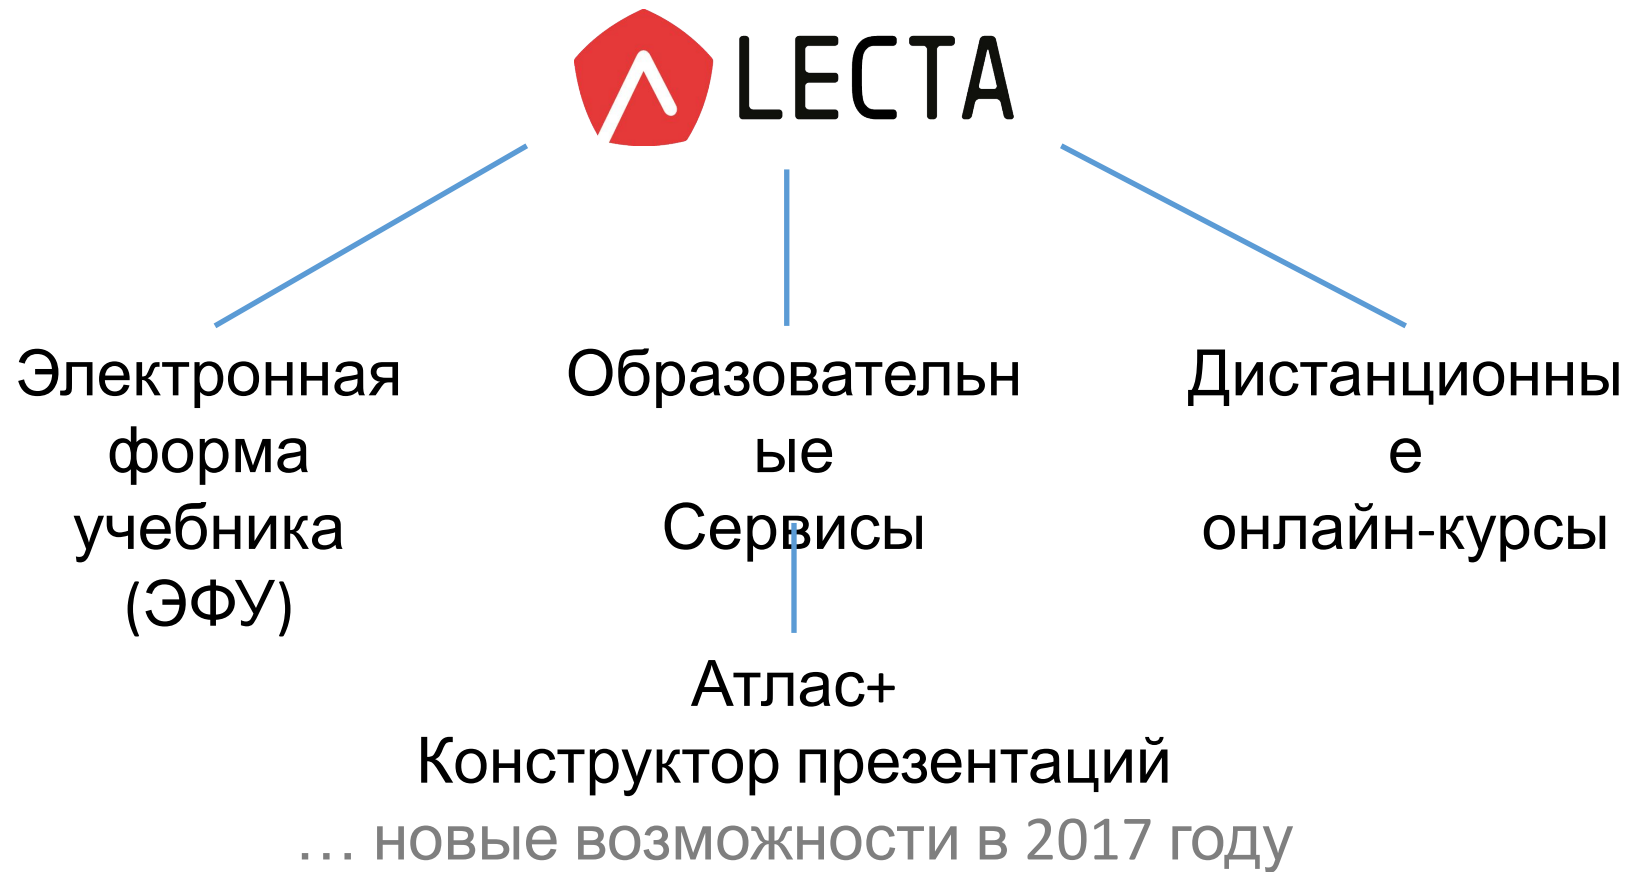 LECTA
Электронная
форма
учебника
(ЭФУ)
Образовательн
ые
Сервисы
Дистанционны
е
онлайн-курсы
Атлас+
Конструктор презентаций
... новые возможности в 2017 году